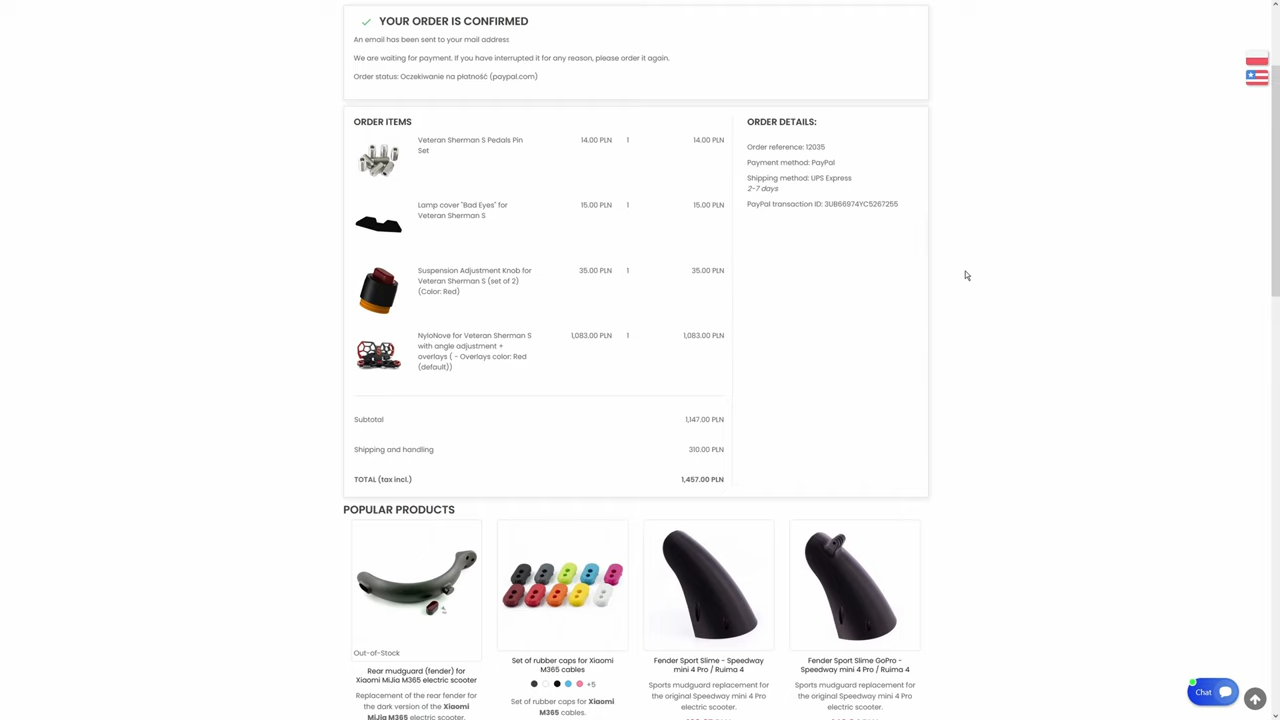 YOUR ORDER IS CONFIRMED
An email has been sent to your mail address
We are waiting for payment. If you have interrupted it for any reason, please order it again.
Order status: Oczekiwanie na płatność (paypal.com)
ORDER ITEMS
Veteran Sherman S Pedals Pin
Set
14.00 PLN 1 14.00 PLN
Lamp cover "Bad Eyes" for
Veteran Sherman S
15.00 PLN 1 15.00 PLN
Suspension Adjustment Knob for
Veteran Sherman S (set of 2)
(Color: Red)
35.00 PLN 1 35.00 PLN
NyloNove for Veteran Sherman S
with angle adjustment +
overlays ( - Overlays color: Red
(default))
1,083.00 PLN 1 1,083.00 PLN
Subtotal 1,147.00 PLN
Shipping and handling 310.00 PLN
TOTAL (tax incl.) 1,457.00 PLN
ORDER DETAILS:
Order reference: 12035
Payment method: PayPal
Shipping method: UPS Express
2-7 days
PayPal transaction ID: 3UB66974YC5267255
POPULAR PRODUCTS
Out-of-Stock
Rear mudguard (fender) for
Xiaomi MiJia M365 electric scooter
Replacement of the rear fender for
the dark version of the Xiaomi
MiJia M365 electric scooter.
Set of rubber caps for Xiaomi
M365 cables
+5
Set of rubber caps for Xiaomi
M365 cables.
Fender Sport Slime - Speedway
mini 4 Pro / Ruima 4
Sports mudguard replacement for
the original Speedway mini 4 Pro
electric scooter.
Fender Sport Slime GoPro -
Speedway mini 4 Pro / Ruima 4
Sports mudguard replacement for
the original Speedway mini 4 Pro
electric scooter.
Chat